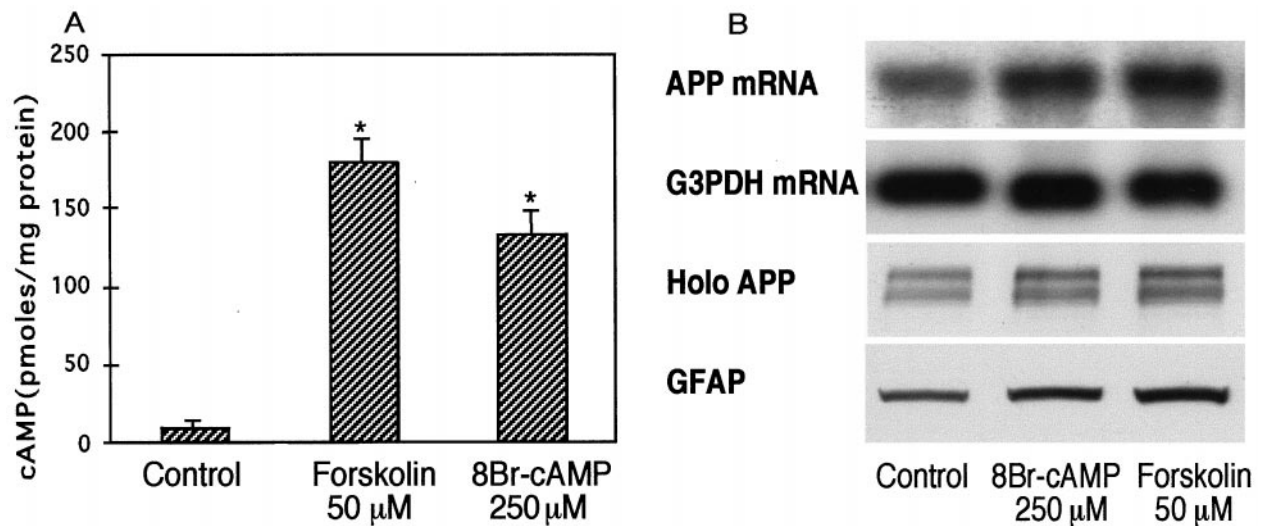 A
cAMP(pmoles/mg protein)
250
200
150
100
50
0
*
*
Control
Forskolin
50 µM
8Br-cAMP
250 µM
B
APP mRNA
G3PDH mRNA
Holo APP
GFAP
Control
8Br-cAMP
250 µM
Forskolin
50 µM